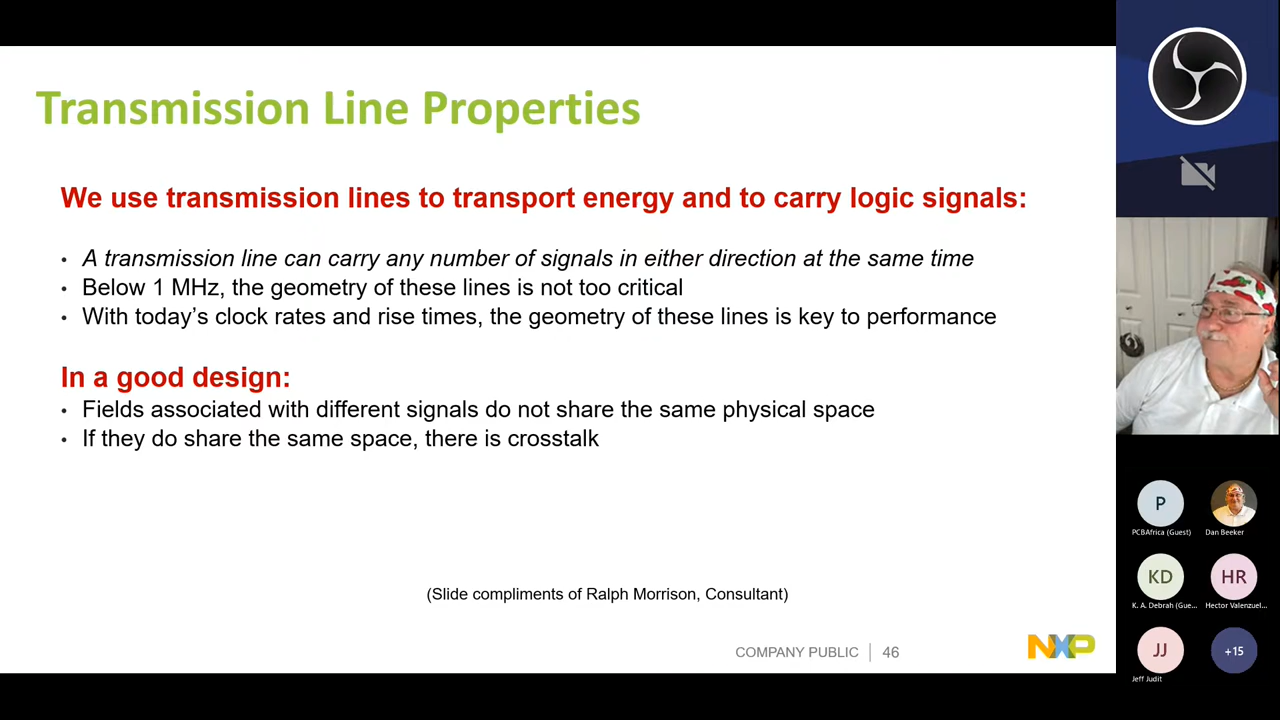 Transmission Line Properties
We use transmission lines to transport energy and to carry logic signals:
• A transmission line can carry any number of signals in either direction at the same time
• Below 1 MHz, the geometry of these lines is not too critical
• With today's clock rates and rise times, the geometry of these lines is key to performance
In a good design:
• Fields associated with different signals do not share the same physical space
• If they do share the same space, there is crosstalk
(Slide compliments of Ralph Morrison, Consultant)
COMPANY PUBLIC | 46
NXP
P
PCBAfrica (Guest)
Dan Beeker
KD
K. A. Debrah (Gue...
HR
Hector Valenzuel...
JJ
Jeff Judit
+15